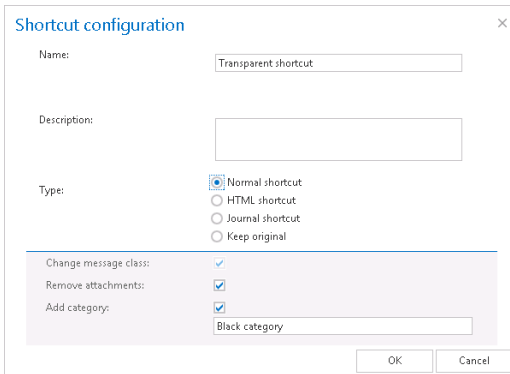 Shortcut configuration
Name:
Transparent shortcut
Description:
Type:
Normal shortcut
HTML shortcut
Journal shortcut
Keep original
Change message class:
Remove attachments:
Add category:
Black category
OK Cancel